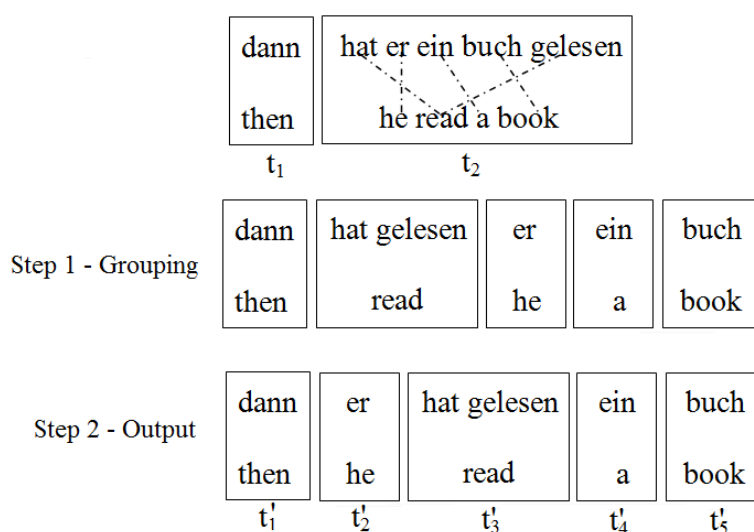 dann hat er ein buch gelesen
then he read a book
t₁ t₂
dann hat gelesen er ein buch
Step 1 - Grouping
then read he a book
dann er hat gelesen ein buch
Step 2 - Output
then he read a book
t'₁ t'₂ t'₃ t'₄ t'₅